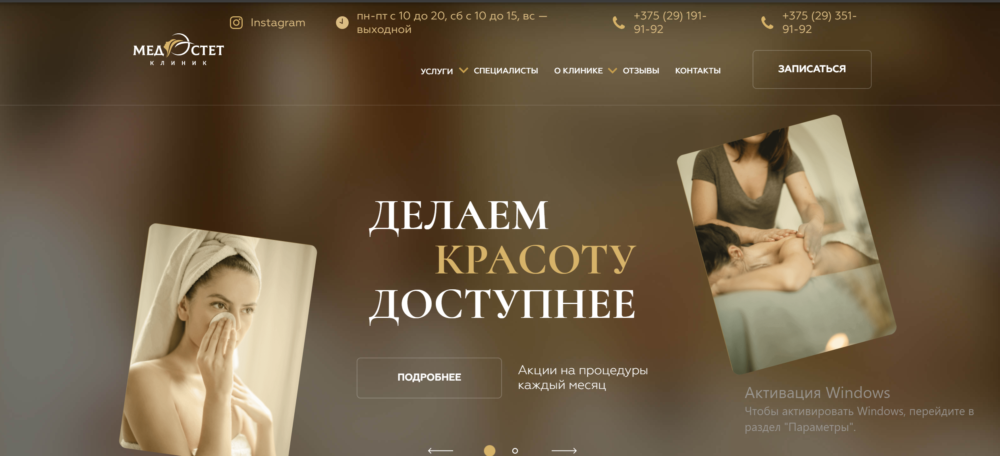 Instagram
пн-пт с 10 до 20, сб с 10 до 15, вс —
выходной
+375 (29) 191-
91-92
+375 (29) 351-
91-92
МЕДЭСТЕТ
КЛИНИК
УСЛУГИ
СПЕЦИАЛИСТЫ
О КЛИНИКЕ
ОТЗЫВЫ
КОНТАКТЫ
ЗАПИСАТЬСЯ
ДЕЛАЕМ
КРАСОТУ
ДОСТУПНЕЕ
ПОДРОБНЕЕ
Акции на процедуры
каждый месяц
Активация Windows
Чтобы активировать Windows, перейдите в
раздел "Параметры".